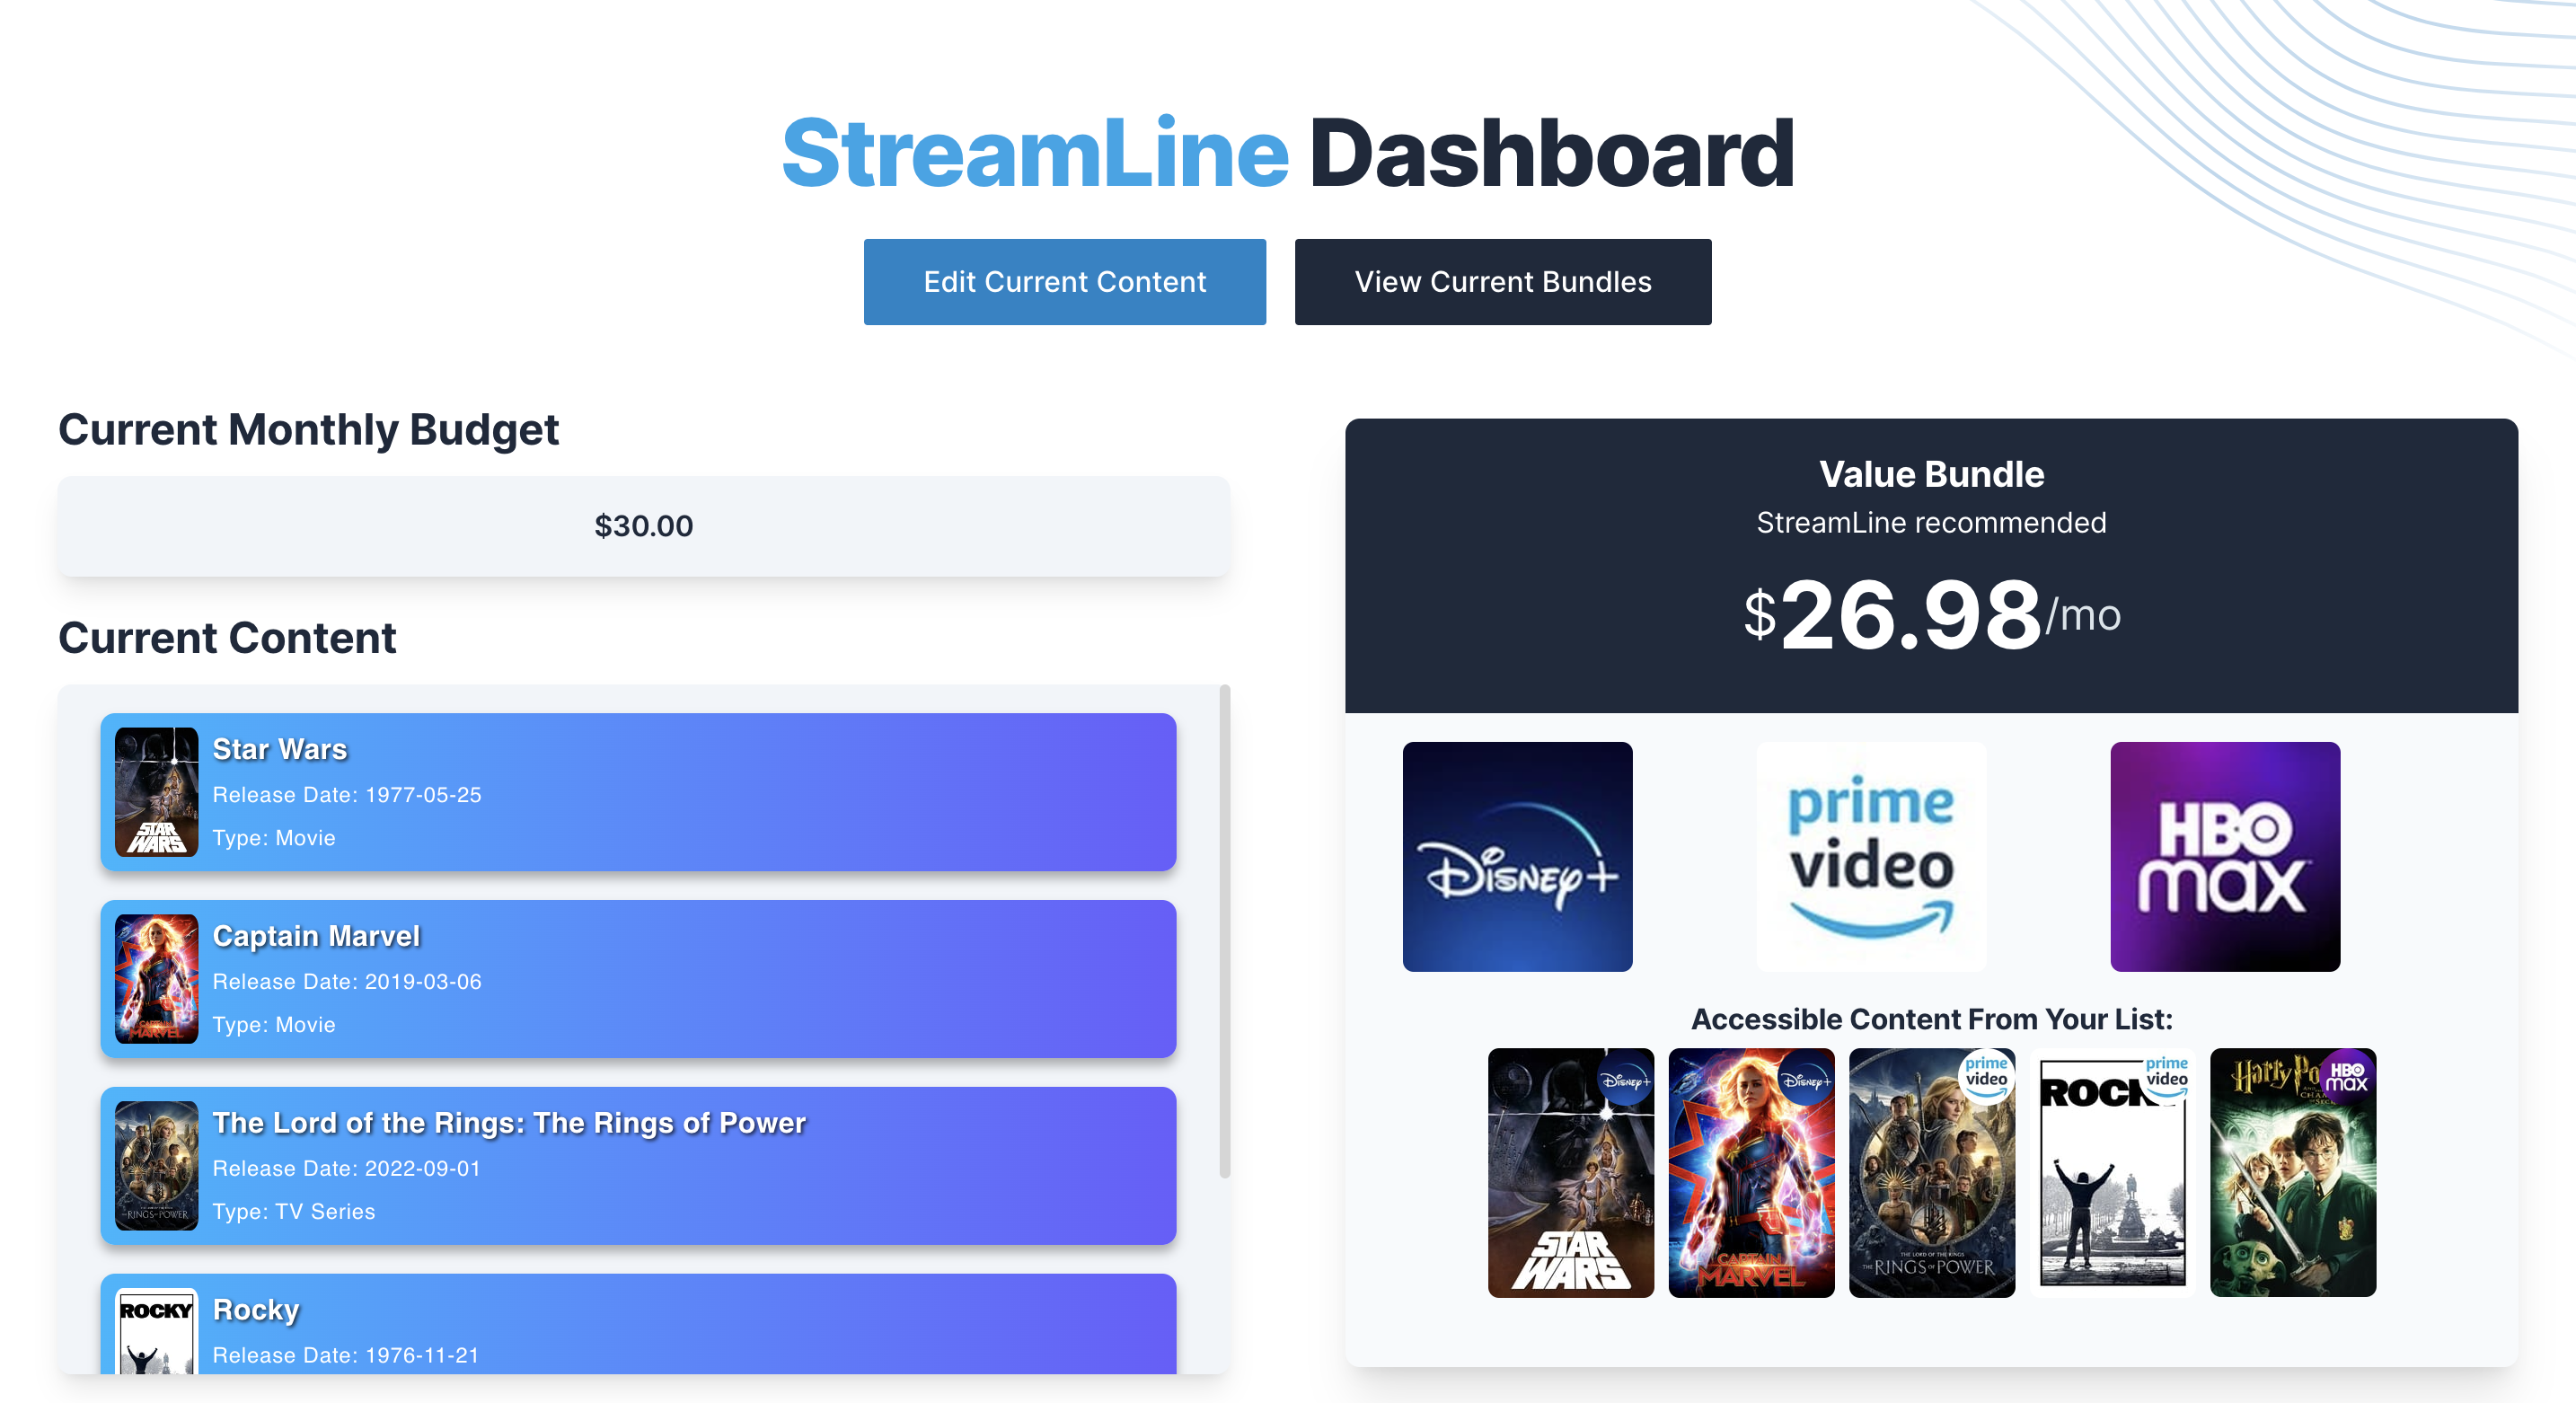 StreamLine Dashboard
Edit Current Content
View Current Bundles
Current Monthly Budget
$30.00
Current Content
Star Wars
Release Date: 1977-05-25
Type: Movie
STAR
WARS
Captain Marvel
Release Date: 2019-03-06
Type: Movie
CAPTAIN
MARVEL
The Lord of the Rings: The Rings of Power
Release Date: 2022-09-01
Type: TV Series
RINGS OF POWER
Rocky
Release Date: 1976-11-21
ROCKY
Value Bundle
StreamLine recommended
$26.98/mo
Disney+
prime
video
HBO
max
Accessible Content From Your List:
Disney+
STAR
WARS
Disney+
CAPTAIN
MARVEL
prime
video
THE LORD OF THE RINGS
THE RINGS OF POWER
prime
video
ROCK
HBO
max
Harry Po